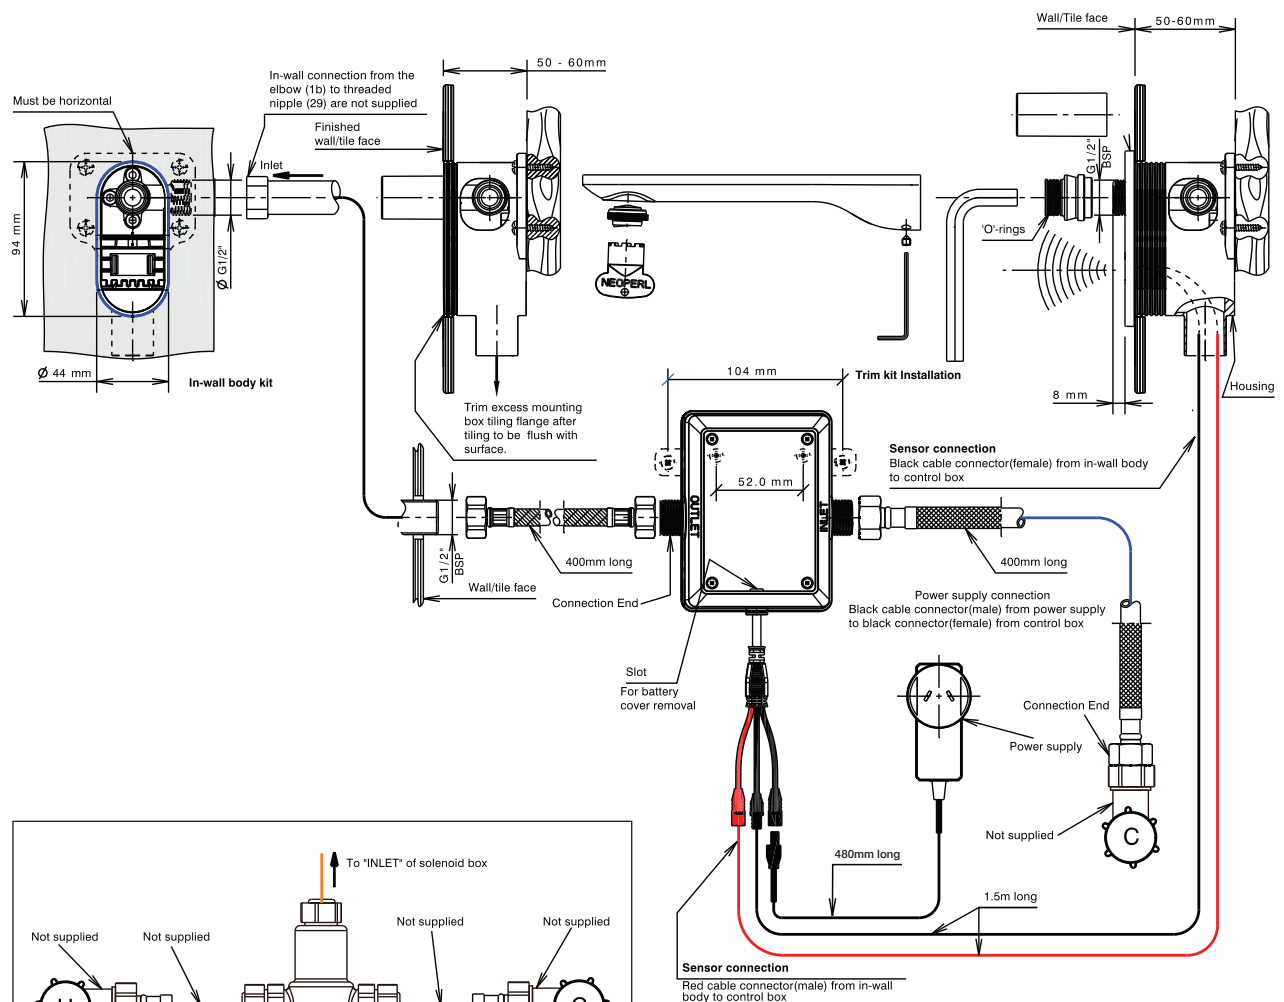 Wall/Tile face
50-60mm
In-wall connection from the
elbow (1b) to threaded
nipple (29) are not supplied
50 - 60mm
Must be horizontal
Finished
wall/tile face
Inlet
G1/2"
BSP
94 mm
Ø G1/2"
'O'-rings
NEOPERL
Ø 44 mm
In-wall body kit
104 mm
Trim kit Installation
Housing
8 mm
Trim excess mounting
box tiling flange after
tiling to be flush with
surface.
Sensor connection
Black cable connector(female) from in-wall body
to control box
52.0 mm
OUTLET
INLET
G1/2"
BSP
400mm long
400mm long
Wall/tile face
Connection End
Power supply connection
Black cable connector(male) from power supply
to black connector(female) from control box
Slot
For battery
cover removal
Connection End
Power supply
Not supplied
C
480mm long
1.5m long
To "INLET" of solenoid box
Not supplied
Not supplied
Not supplied
Not supplied
Sensor connection
Red cable connector(male) from in-wall
body to control box